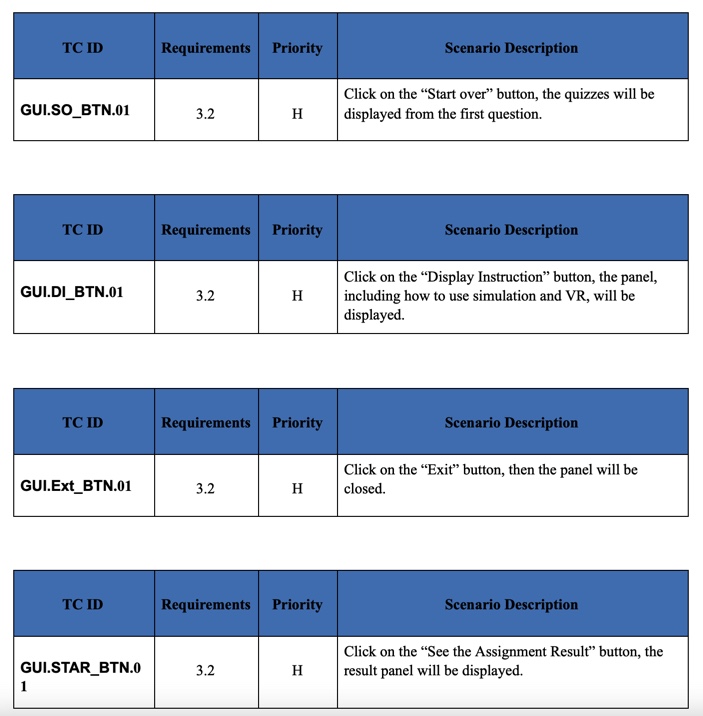 TC ID Requirements Priority Scenario Description
GUI.SO_BTN.01 3.2 H Click on the “Start over” button, the quizzes will be
displayed from the first question.
TC ID Requirements Priority Scenario Description
GUI.DI_BTN.01 3.2 H Click on the “Display Instruction” button, the panel,
including how to use simulation and VR, will be
displayed.
TC ID Requirements Priority Scenario Description
GUI.Ext_BTN.01 3.2 H Click on the “Exit” button, then the panel will be
closed.
TC ID Requirements Priority Scenario Description
GUI.STAR_BTN.0
1 3.2 H Click on the “See the Assignment Result” button, the
result panel will be displayed.